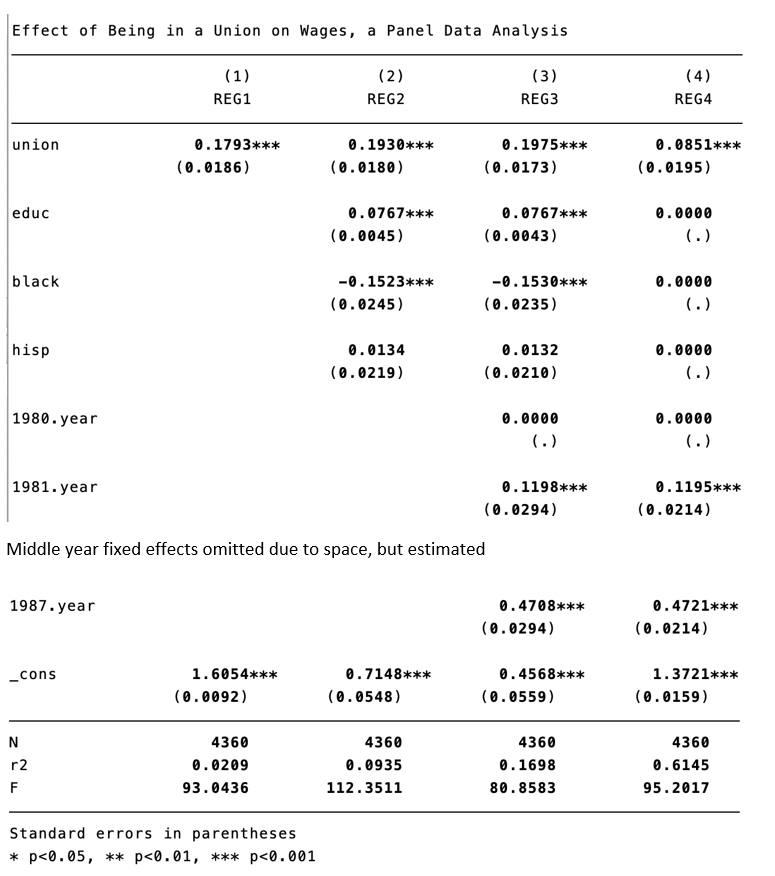 Effect of Being in a Union on Wages, a Panel Data Analysis
(1) (2) (3) (4)
REG1 REG2 REG3 REG4
union 0.1793*** 0.1930*** 0.1975*** 0.0851***
(0.0186) (0.0180) (0.0173) (0.0195)
educ 0.0767*** 0.0767*** 0.0000
(0.0045) (0.0043) (.)
black -0.1523*** -0.1530*** 0.0000
(0.0245) (0.0235) (.)
hisp 0.0134 0.0132 0.0000
(0.0219) (0.0210) (.)
1980.year 0.0000 0.0000
(.) (.)
1981.year 0.1198*** 0.1195***
(0.0294) (0.0214)
Middle year fixed effects omitted due to space, but estimated
1987.year 0.4708*** 0.4721***
(0.0294) (0.0214)
_cons 1.6054*** 0.7148*** 0.4568*** 1.3721***
(0.0092) (0.0548) (0.0559) (0.0159)
N 4360 4360 4360 4360
r2 0.0209 0.0935 0.1698 0.6145
F 93.0436 112.3511 80.8583 95.2017
Standard errors in parentheses
* p<0.05, ** p<0.01, *** p<0.001